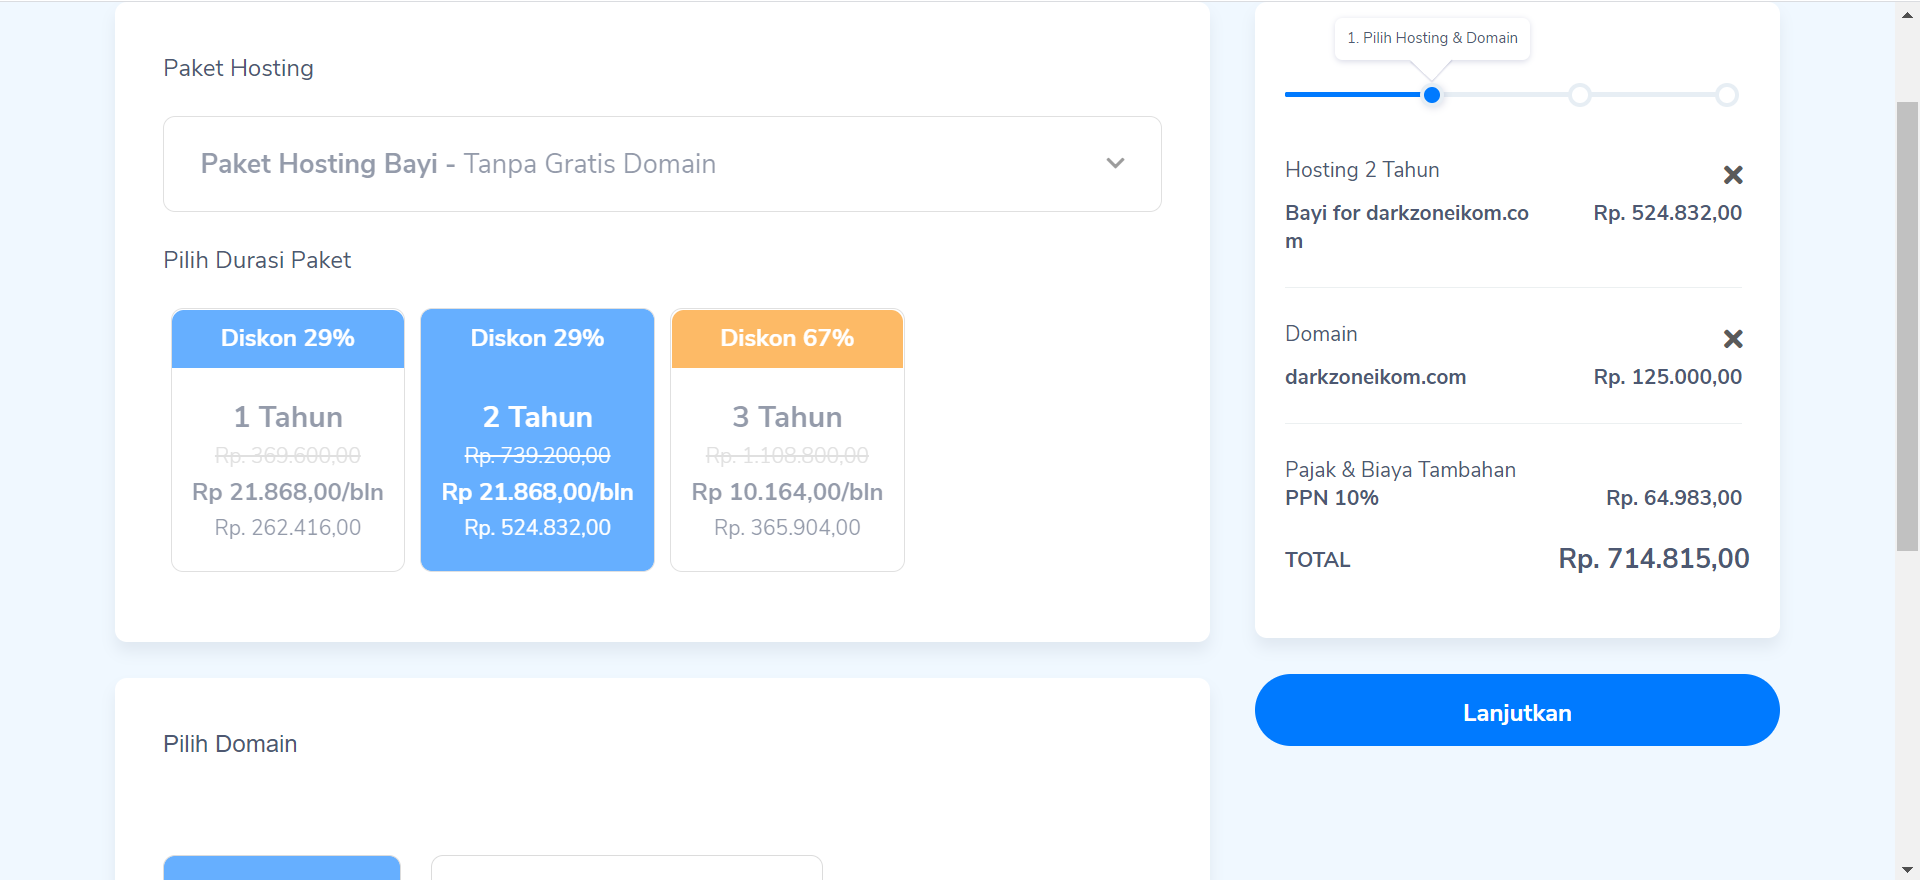 Paket Hosting
Paket Hosting Bayi - Tanpa Gratis Domain
Pilih Durasi Paket
Diskon 29%
1 Tahun
Rp. 369.600,00
Rp 21.868,00/bln
Rp. 262.416,00
Diskon 29%
2 Tahun
Rp. 739.200,00
Rp 21.868,00/bln
Rp. 524.832,00
Diskon 67%
3 Tahun
Rp. 1.108.800,00
Rp 10.164,00/bln
Rp. 365.904,00
Pilih Domain
1. Pilih Hosting & Domain
Hosting 2 Tahun
Bayi for darkzoneikom.co Rp. 524.832,00
m
Domain
darkzoneikom.com Rp. 125.000,00
Pajak & Biaya Tambahan
PPN 10% Rp. 64.983,00
TOTAL Rp. 714.815,00
Lanjutkan